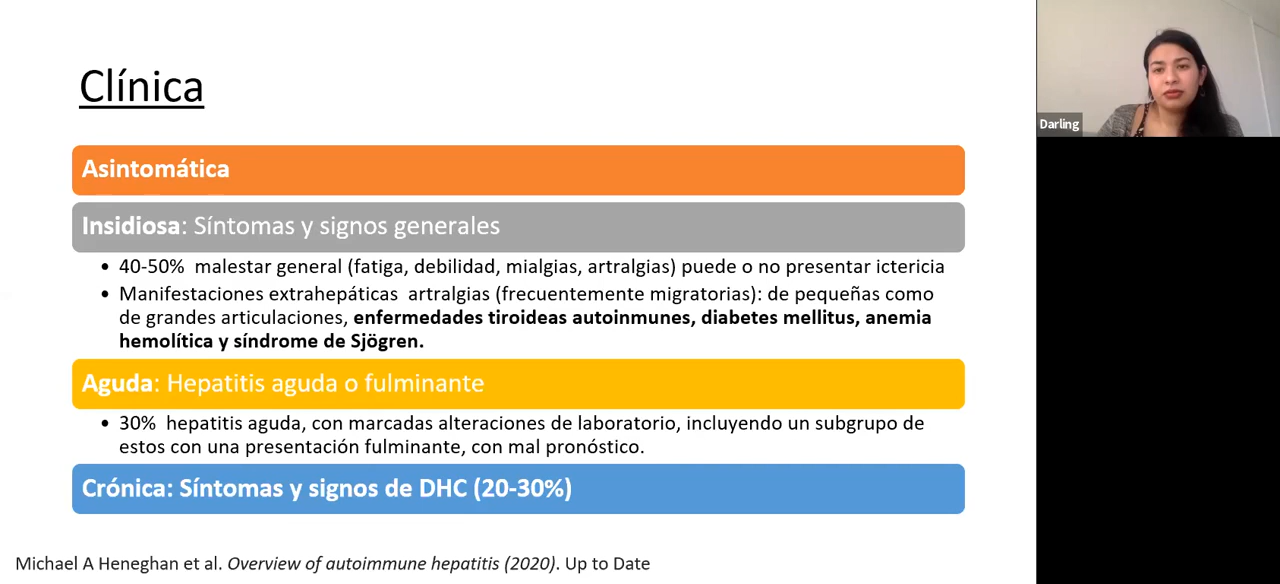 Clínica
Asintomática
Insidiosa: Síntomas y signos generales
• 40-50% malestar general (fatiga, debilidad, mialgias, artralgias) puede o no presentar ictericia
• Manifestaciones extrahepáticas artralgias (frecuentemente migratorias): de pequeñas como
de grandes articulaciones, enfermedades tiroideas autoinmunes, diabetes mellitus, anemia
hemolítica y síndrome de Sjögren.
Aguda: Hepatitis aguda o fulminante
• 30% hepatitis aguda, con marcadas alteraciones de laboratorio, incluyendo un subgrupo de
estos con una presentación fulminante, con mal pronóstico.
Crónica: Síntomas y signos de DHC (20-30%)
Michael A Heneghan et al. Overview of autoimmune hepatitis (2020). Up to Date
Darling